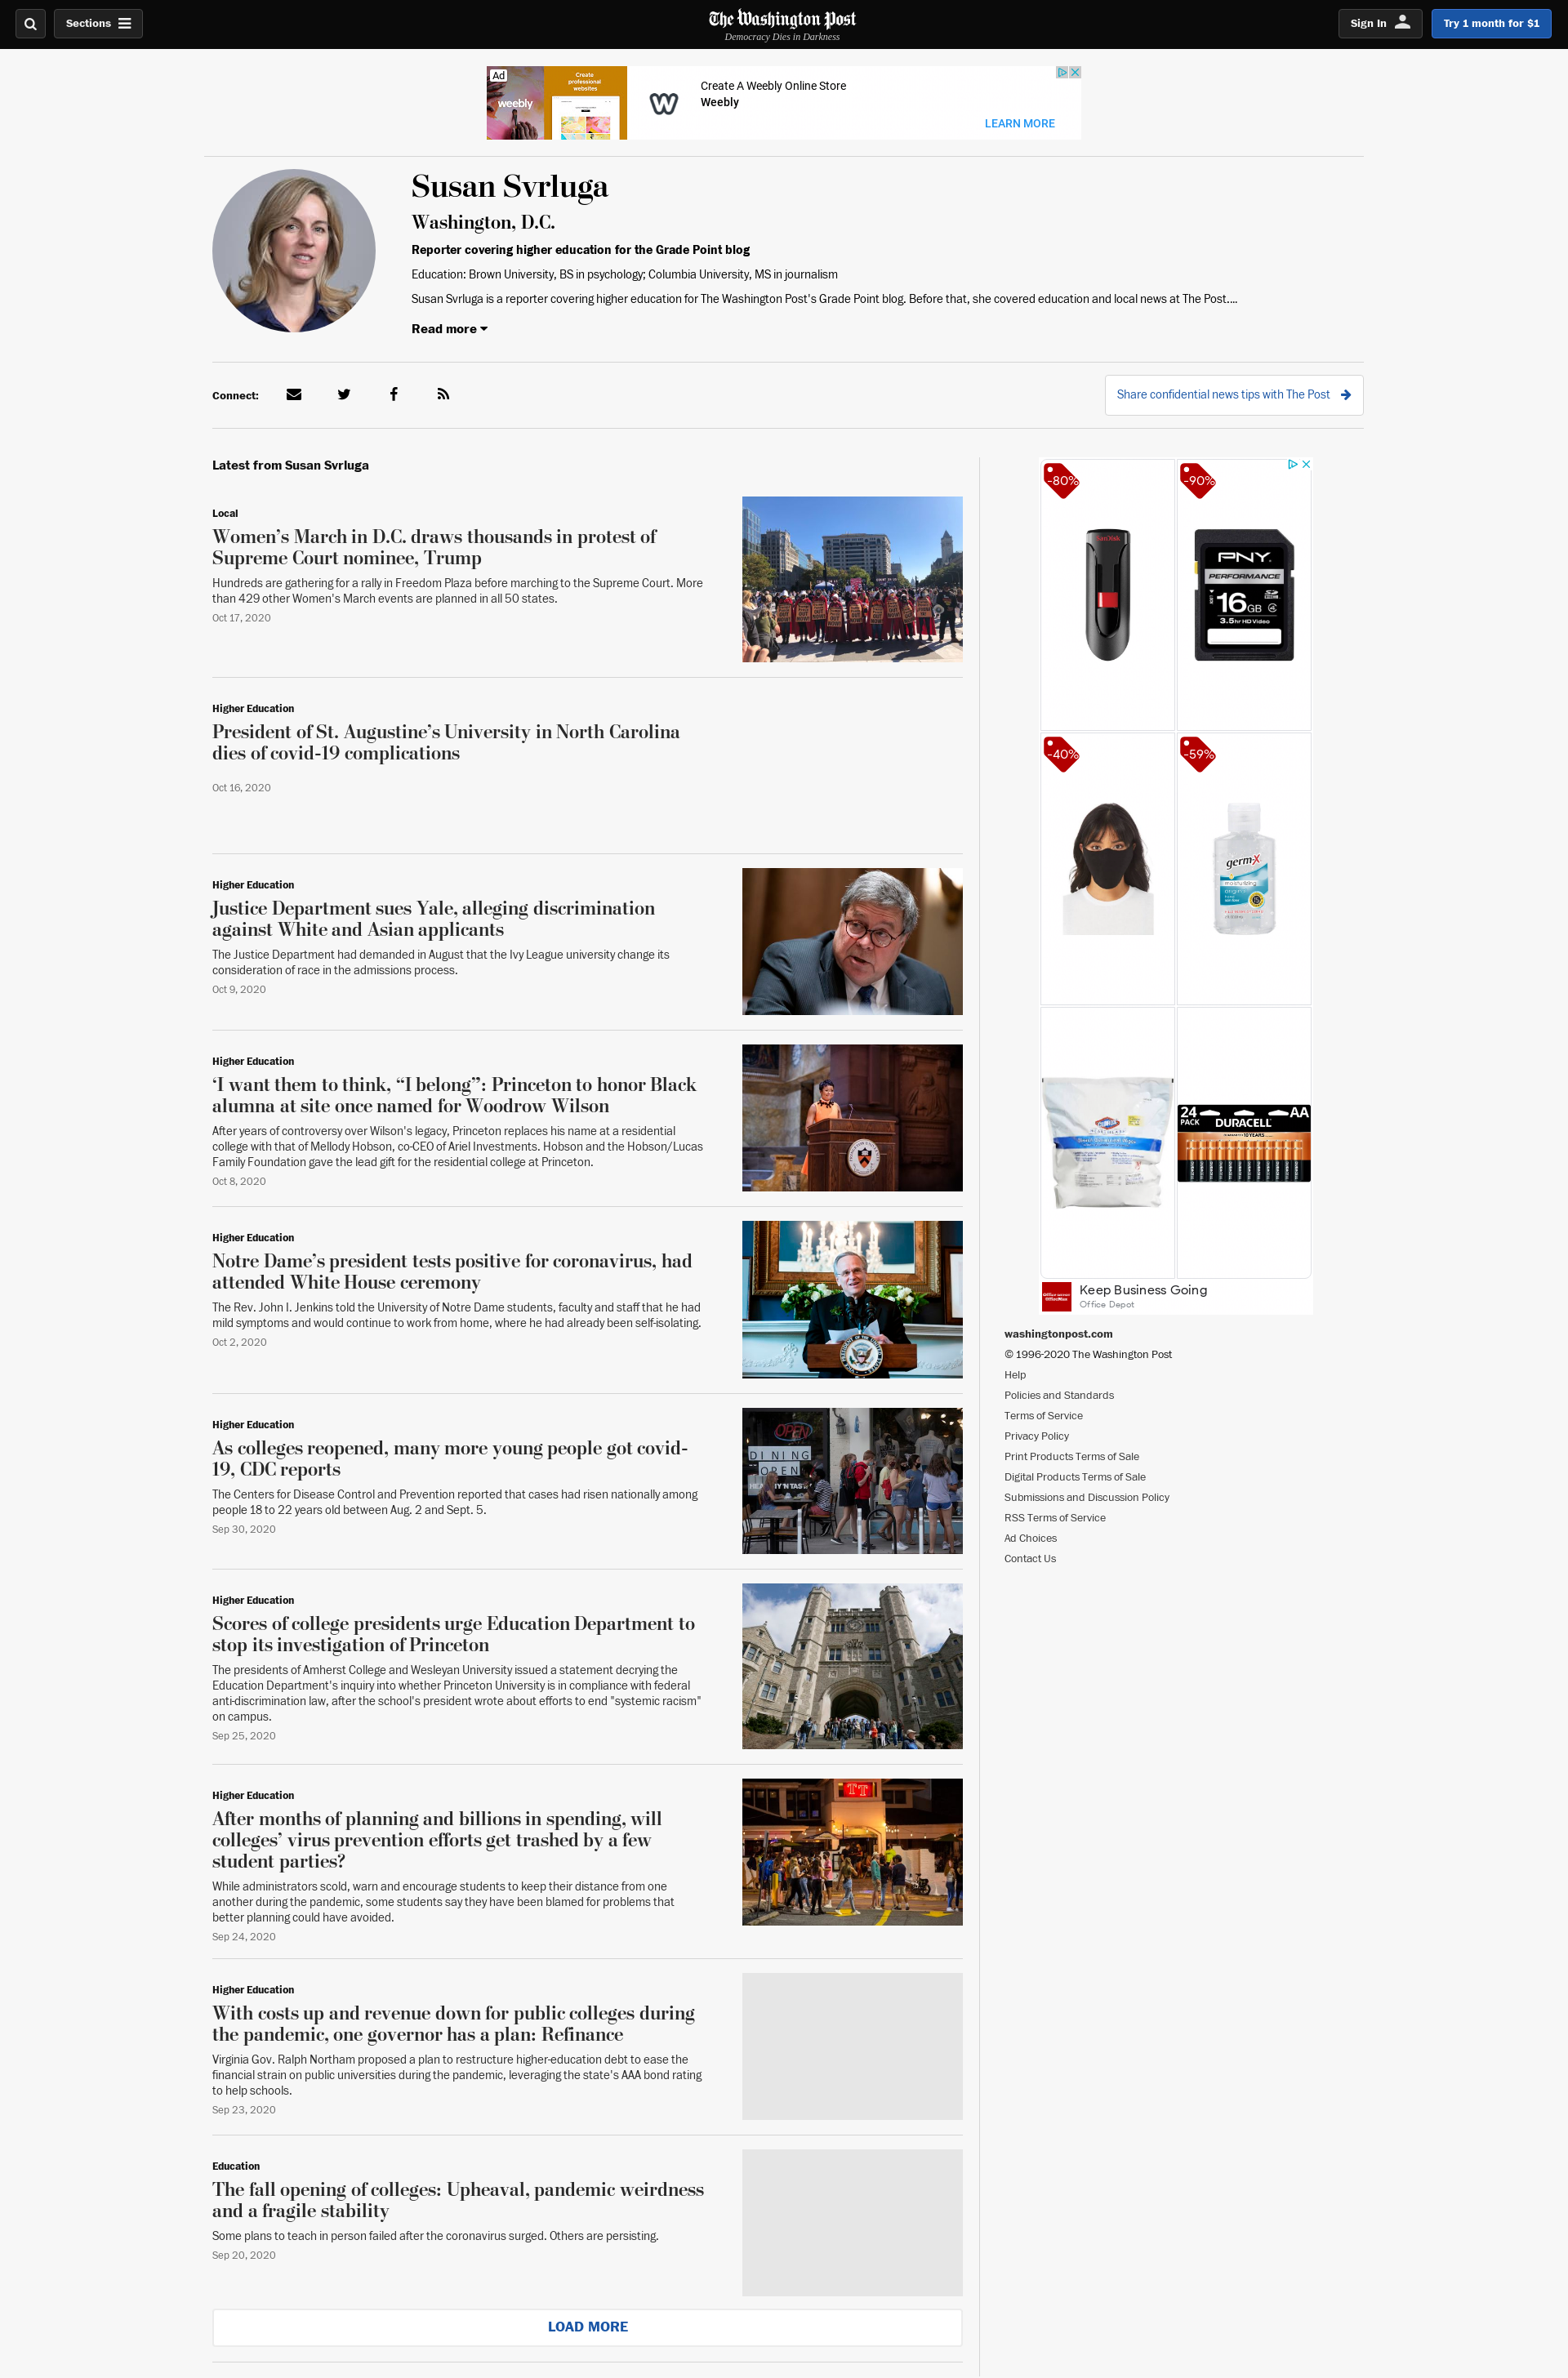 Sections
The Washington Post
Democracy Dies in Darkness
Sign In
Try 1 month for $1
Ad
weebly
Create
professional
websites
W
Create A Weebly Online Store
Weebly
LEARN MORE
Susan Svrluga
Washington, D.C.
Reporter covering higher education for the Grade Point blog
Education: Brown University, BS in psychology; Columbia University, MS in journalism
Susan Svrluga is a reporter covering higher education for The Washington Post's Grade Point blog. Before that, she covered education and local news at The Post....
Read more
Connect:
Share confidential news tips with The Post
Latest from Susan Svrluga
Local
Women’s March in D.C. draws thousands in protest of
Supreme Court nominee, Trump
Hundreds are gathering for a rally in Freedom Plaza before marching to the Supreme Court. More
than 429 other Women's March events are planned in all 50 states.
Oct 17, 2020
Higher Education
President of St. Augustine’s University in North Carolina
dies of covid-19 complications
Oct 16, 2020
Higher Education
Justice Department sues Yale, alleging discrimination
against White and Asian applicants
The Justice Department had demanded in August that the Ivy League university change its
consideration of race in the admissions process.
Oct 9, 2020
Higher Education
‘I want them to think, “I belong”: Princeton to honor Black
alumna at site once named for Woodrow Wilson
After years of controversy over Wilson's legacy, Princeton replaces his name at a residential
college with that of Mellody Hobson, co-CEO of Ariel Investments. Hobson and the Hobson/Lucas
Family Foundation gave the lead gift for the residential college at Princeton.
Oct 8, 2020
Higher Education
Notre Dame’s president tests positive for coronavirus, had
attended White House ceremony
The Rev. John I. Jenkins told the University of Notre Dame students, faculty and staff that he had
mild symptoms and would continue to work from home, where he had already been self-isolating.
Oct 2, 2020
Higher Education
As colleges reopened, many more young people got covid-
19, CDC reports
The Centers for Disease Control and Prevention reported that cases had risen nationally among
people 18 to 22 years old between Aug. 2 and Sept. 5.
Sep 30, 2020
OPEN
DINING
OPEN
Higher Education
Scores of college presidents urge Education Department to
stop its investigation of Princeton
The presidents of Amherst College and Wesleyan University issued a statement decrying the
Education Department's inquiry into whether Princeton University is in compliance with federal
anti-discrimination law, after the school's president wrote about efforts to end "systemic racism"
on campus.
Sep 25, 2020
Higher Education
After months of planning and billions in spending, will
colleges’ virus prevention efforts get trashed by a few
student parties?
While administrators scold, warn and encourage students to keep their distance from one
another during the pandemic, some students say they have been blamed for problems that
better planning could have avoided.
Sep 24, 2020
TT
Higher Education
With costs up and revenue down for public colleges during
the pandemic, one governor has a plan: Refinance
Virginia Gov. Ralph Northam proposed a plan to restructure higher-education debt to ease the
financial strain on public universities during the pandemic, leveraging the state's AAA bond rating
to help schools.
Sep 23, 2020
Education
The fall opening of colleges: Upheaval, pandemic weirdness
and a fragile stability
Some plans to teach in person failed after the coronavirus surged. Others are persisting.
Sep 20, 2020
LOAD MORE
-80%
SanDisk
-90%
PNY
PERFORMANCE
16GB
3.5hr HD Video
-40%
-59%
germ-x
moisturizing
CLOROX
24
PACK
DURACELL
AA
10 YEARS
Office DEPOT
OfficeMax
Keep Business Going
Office Depot
washingtonpost.com
© 1996-2020 The Washington Post
Help
Policies and Standards
Terms of Service
Privacy Policy
Print Products Terms of Sale
Digital Products Terms of Sale
Submissions and Discussion Policy
RSS Terms of Service
Ad Choices
Contact Us